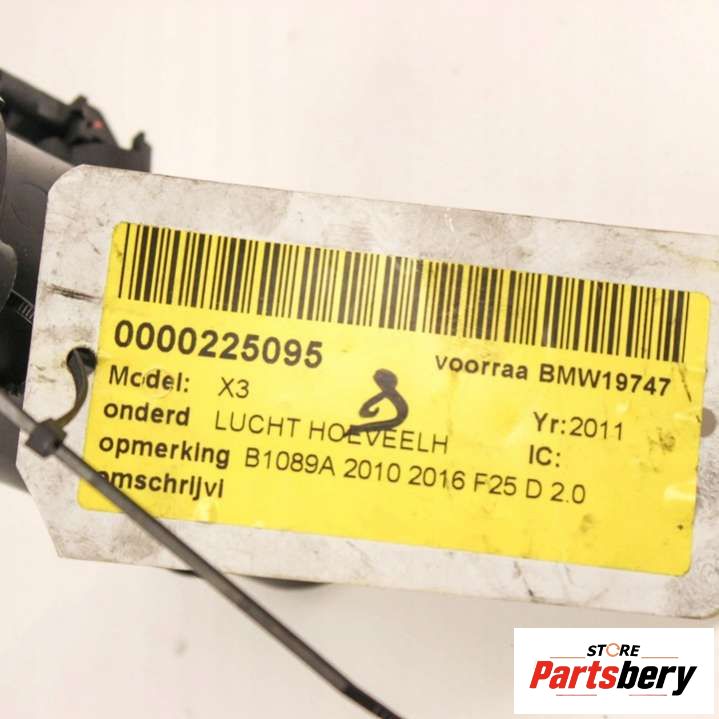 0000225095
voorraa BMW19747
Model: X3
Yr: 2011
onderd LUCHT HOEVEELH
IC:
opmerking B1089A 2010 2016 F25 D 2.0
omschrijvi
STORE
Partsbery